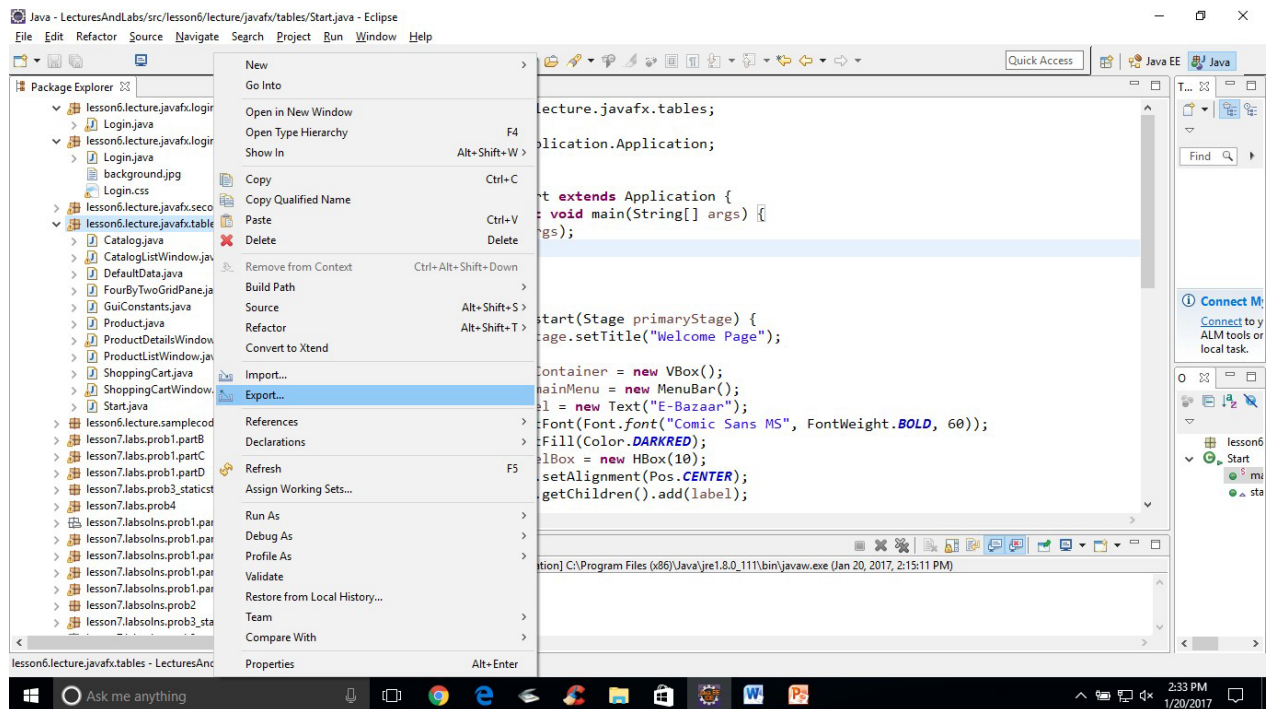 Java - LecturesAndLabs/src/lesson6/lecture/javafx/tables/Start.java - Eclipse
File Edit Refactor Source Navigate Search Project Run Window Help
Quick Access
Java EE
Java
Package Explorer
lesson6.lecture.javafx.login
Login.java
lesson6.lecture.javafx.login
Login.java
background.jpg
Login.css
lesson6.lecture.javafx.seco
lesson6.lecture.javafx.table
Catalog.java
CatalogListWindow.jav
DefaultData.java
FourByTwoGridPane.ja
GuiConstants.java
Product.java
ProductDetailsWindow
ProductListWindow.jav
ShoppingCart.java
ShoppingCartWindow.
Start.java
lesson6.lecture.samplecod
lesson7.labs.prob1.partB
lesson7.labs.prob1.partC
lesson7.labs.prob1.partD
lesson7.labs.prob3_staticst
lesson7.labs.prob4
lesson7.labsolns.prob1.par
lesson7.labsolns.prob1.par
lesson7.labsolns.prob1.par
lesson7.labsolns.prob1.par
lesson7.labsolns.prob1.par
lesson7.labsolns.prob2
lesson7.labsolns.prob3_sta
New
Go Into
Open in New Window
Open Type Hierarchy F4
Show In Alt+Shift+W >
Copy Ctrl+C
Copy Qualified Name
Paste Ctrl+V
Delete Delete
Remove from Context Ctrl+Alt+Shift+Down
Build Path
Source Alt+Shift+S >
Refactor Alt+Shift+T >
Convert to Xtend
Import...
Export...
References
Declarations
Refresh F5
Assign Working Sets...
Run As
Debug As
Profile As
Validate
Restore from Local History...
Team
Compare With
Properties Alt+Enter
lecture.javafx.tables;
plication.Application;
t extends Application {
void main(String[] args) {
rgs);
start(Stage primaryStage) {
tage.setTitle("Welcome Page");
Container = new VBox();
mainMenu = new MenuBar();
el = new Text("E-Bazaar");
tFont(Font.font("Comic Sans MS", FontWeight.BOLD, 60));
tFill(Color.DARKRED);
elBox = new HBox(10);
.setAlignment(Pos.CENTER);
.getChildren().add(label);
ation] C:\Program Files (x86)\Java\jre1.8.0_111\bin\javaw.exe (Jan 20, 2017, 2:15:11 PM)
T...
Find
Connect My
Connect to y
ALM tools or
local task.
O
lesson6
Start
ma
sta
lesson6.lecture.javafx.tables - LecturesAnd
Ask me anything
2:33 PM
1/20/2017